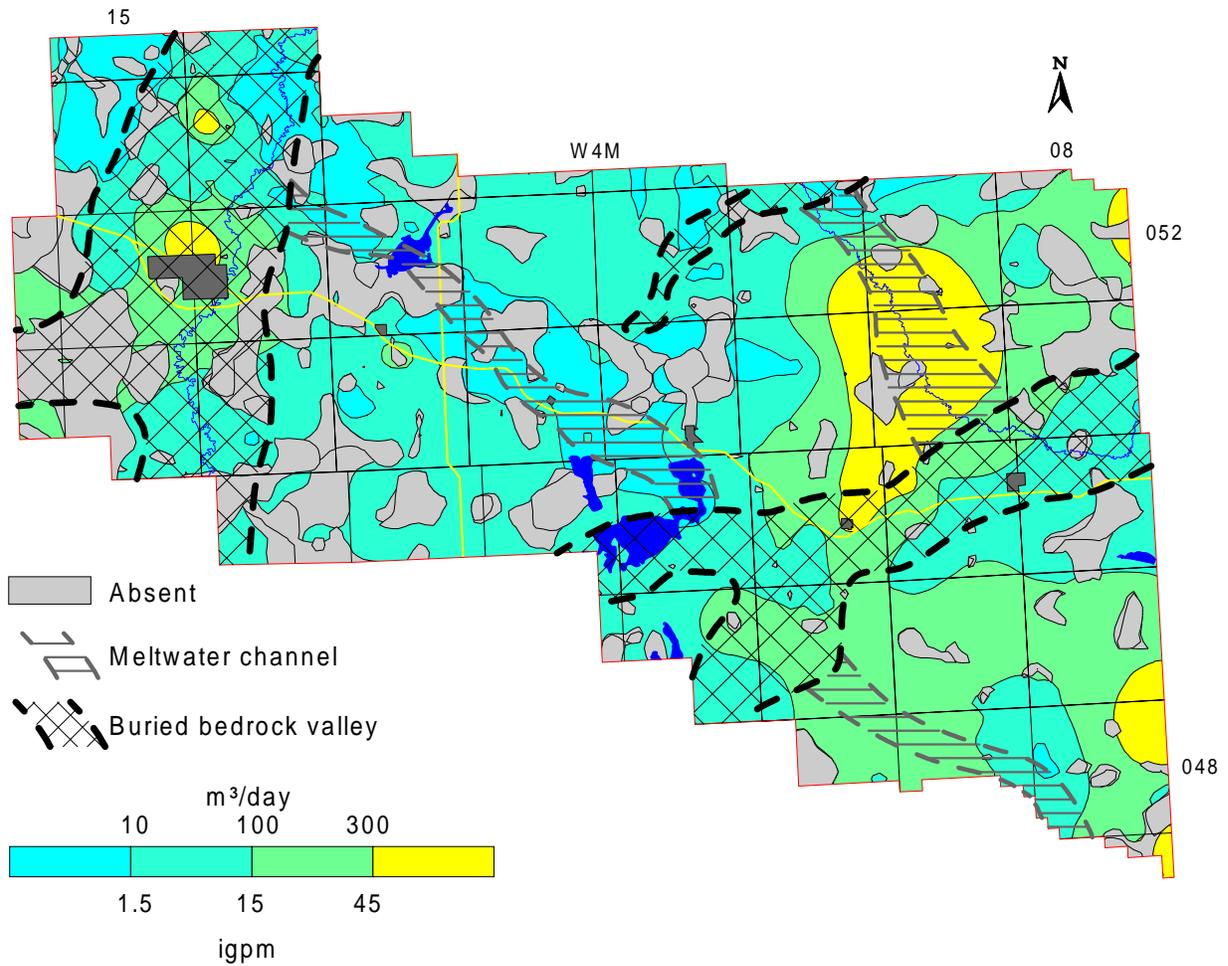 15
N
W4M
08
052
Absent
Meltwater channel
Buried bedrock valley
048
m³/day
10 100 300
1.5 15 45
igpm